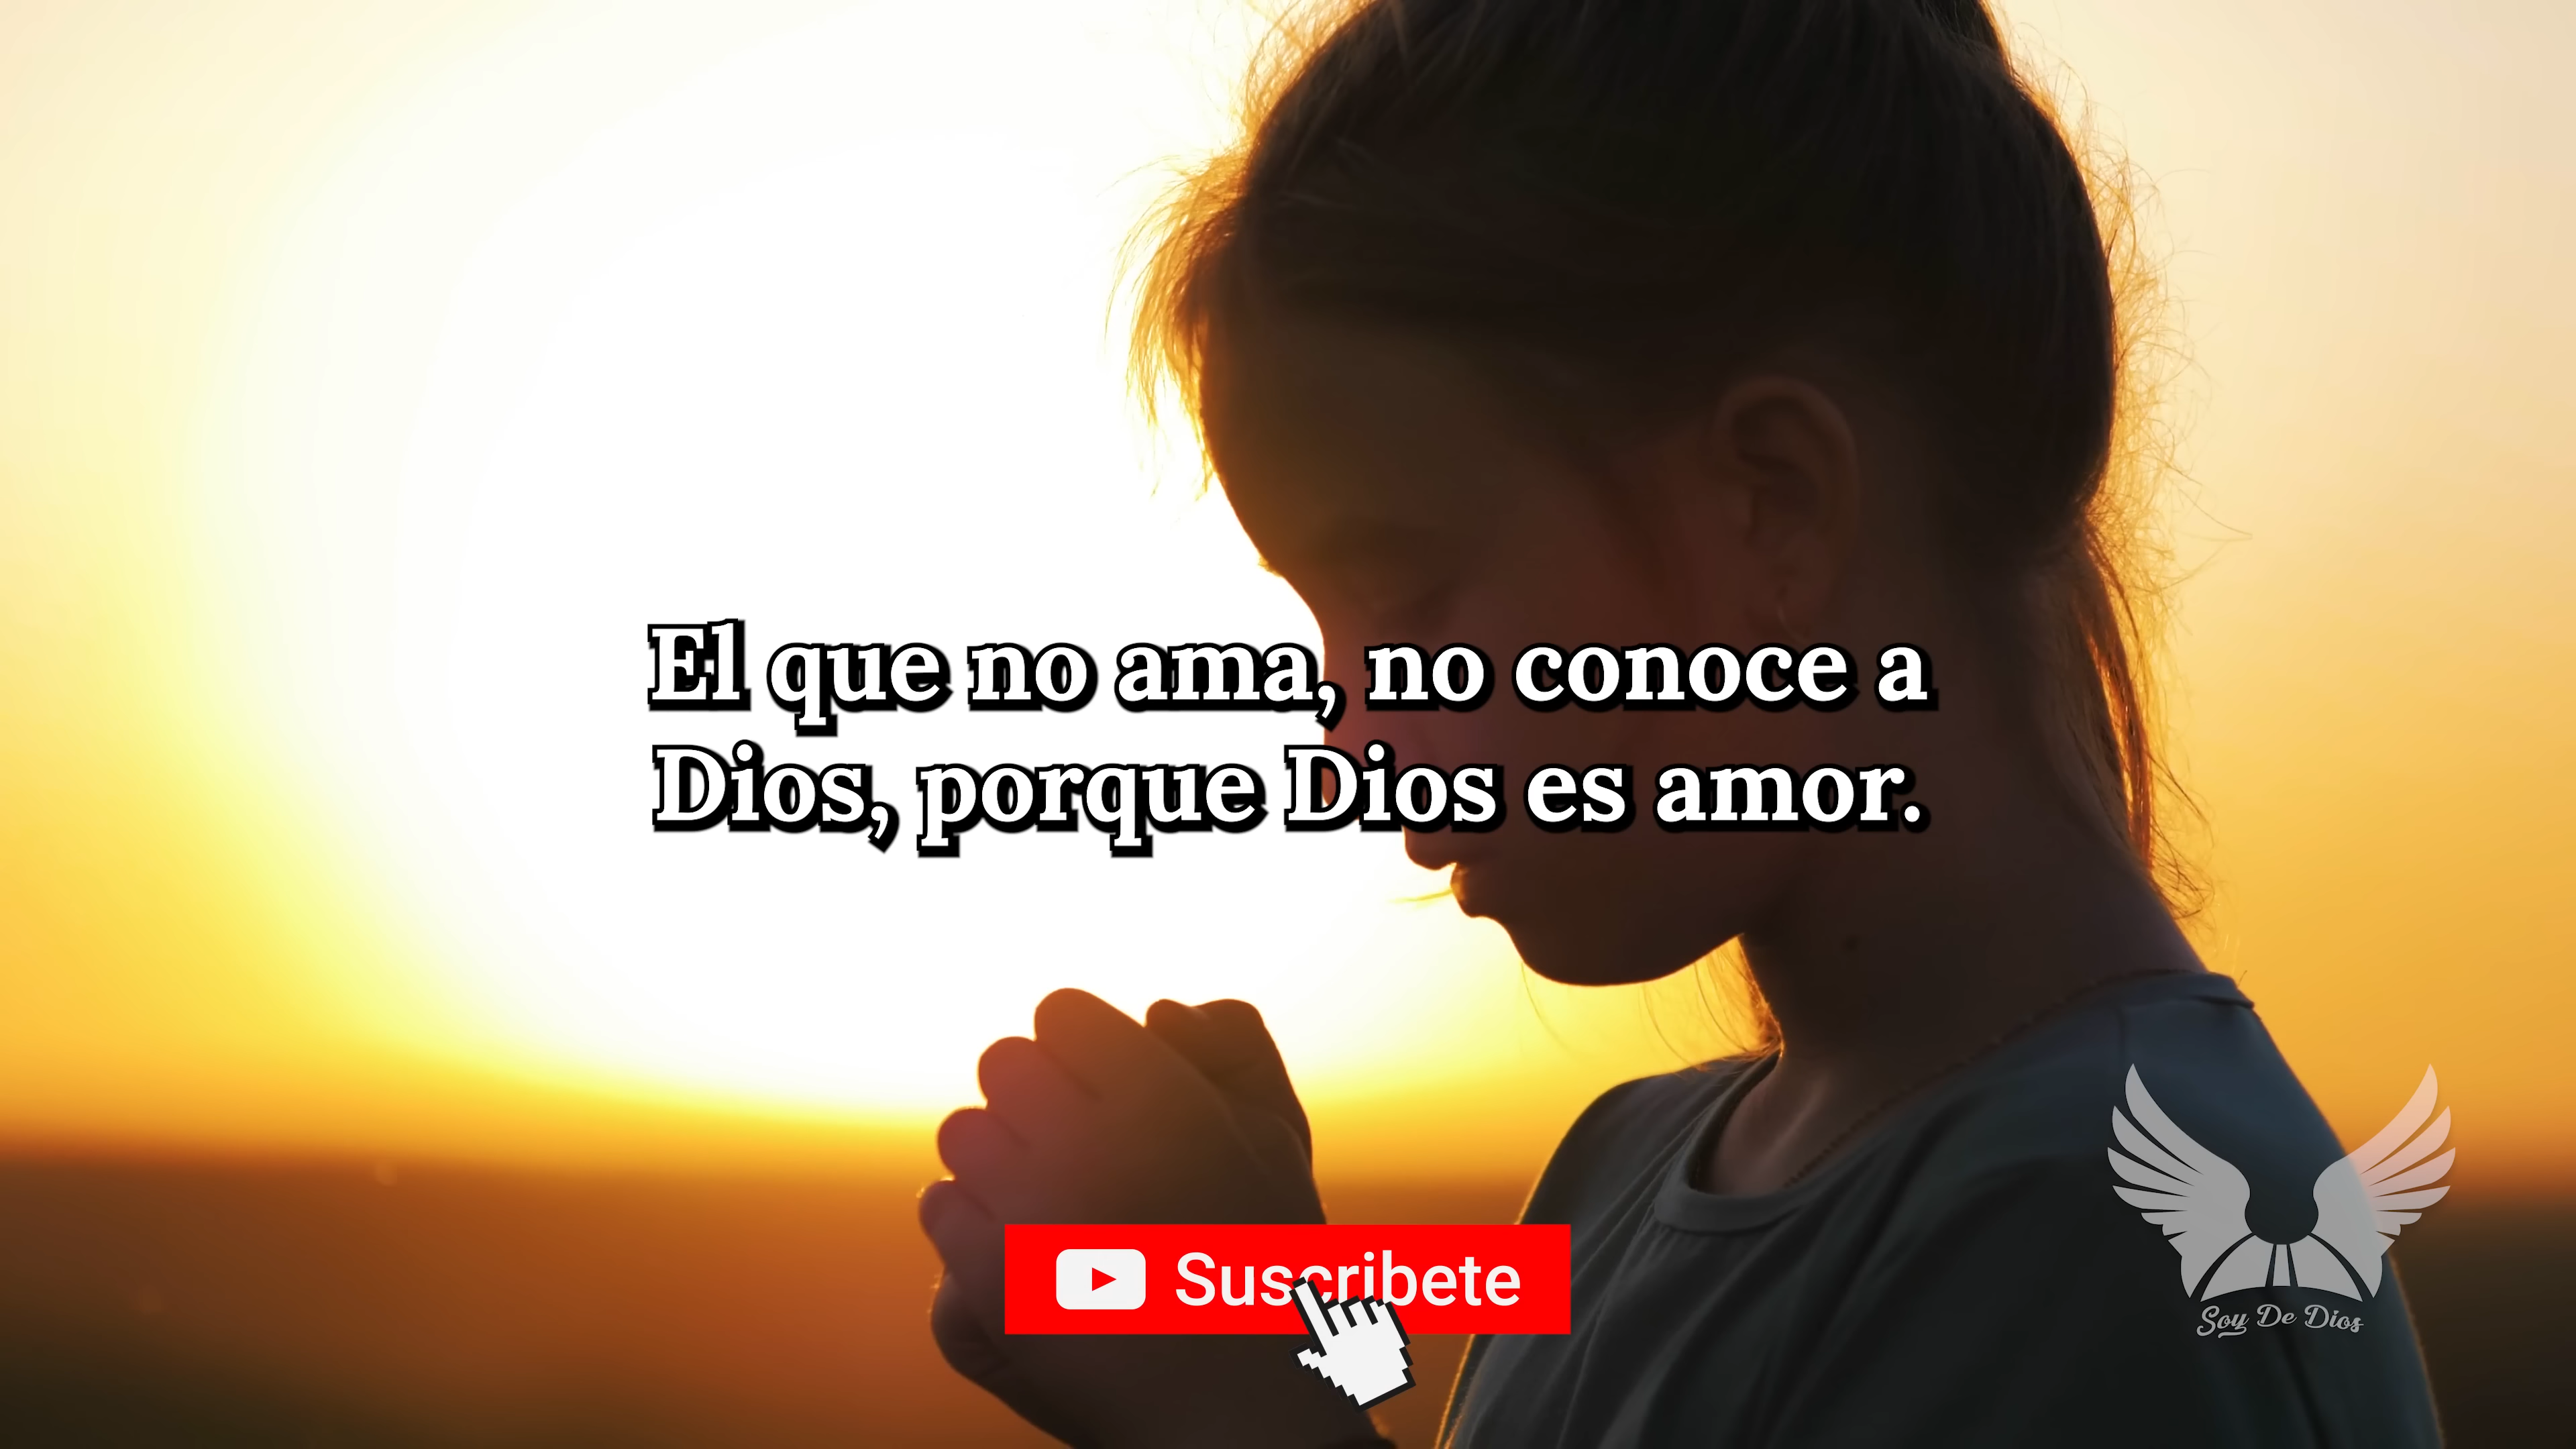 El que no ama, no conoce a
Dios, porque Dios es amor.
Suscribete
Soy De Dios